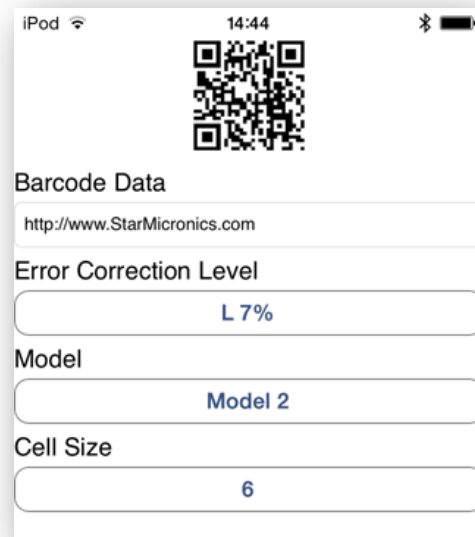 iPod 14:44
Barcode Data
http://www.StarMicronics.com
Error Correction Level
L 7%
Model
Model 2
Cell Size
6